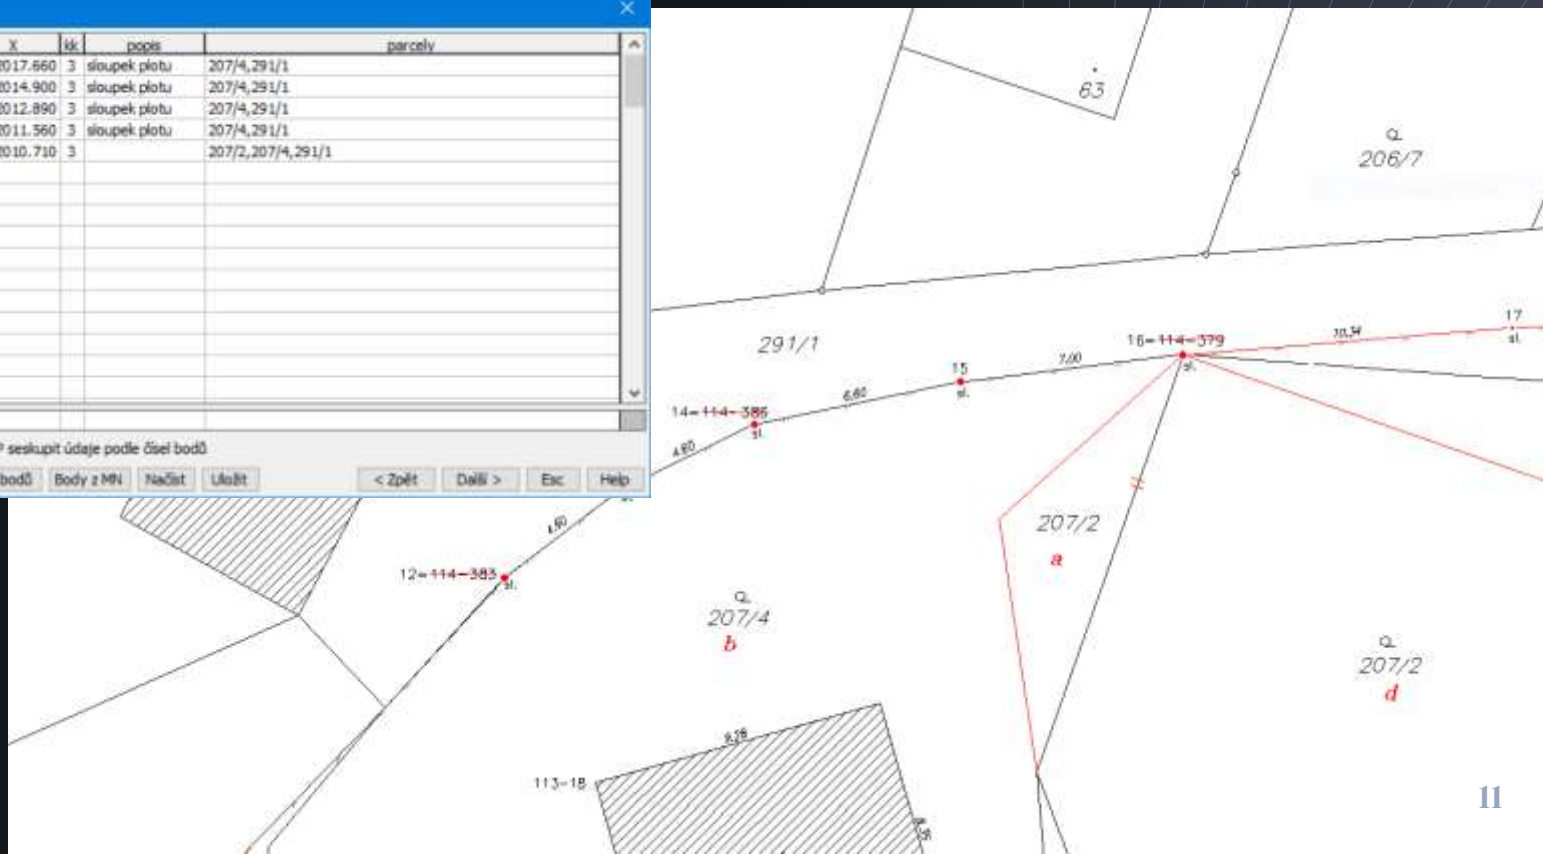 X kk popis parcely
2017.660 3 sloupek plotu 207/4,291/1
2014.900 3 sloupek plotu 207/4,291/1
2012.890 3 sloupek plotu 207/4,291/1
2011.560 3 sloupek plotu 207/4,291/1
2010.710 3 207/2,207/4,291/1
? seskupit údaje podle čísel bodů
bodů Body z MN Načíst Uložit < Zpět Další > Esc Help
63
206/7
291/1
17
sl.
10,34
16=114-379
sl.
7,00
15
sl.
6,60
14=114-386
sl.
4,60
4,90
12=114-383
sl.
207/2
a
207/4
b
207/2
d
9,28
113-18
8,35
11